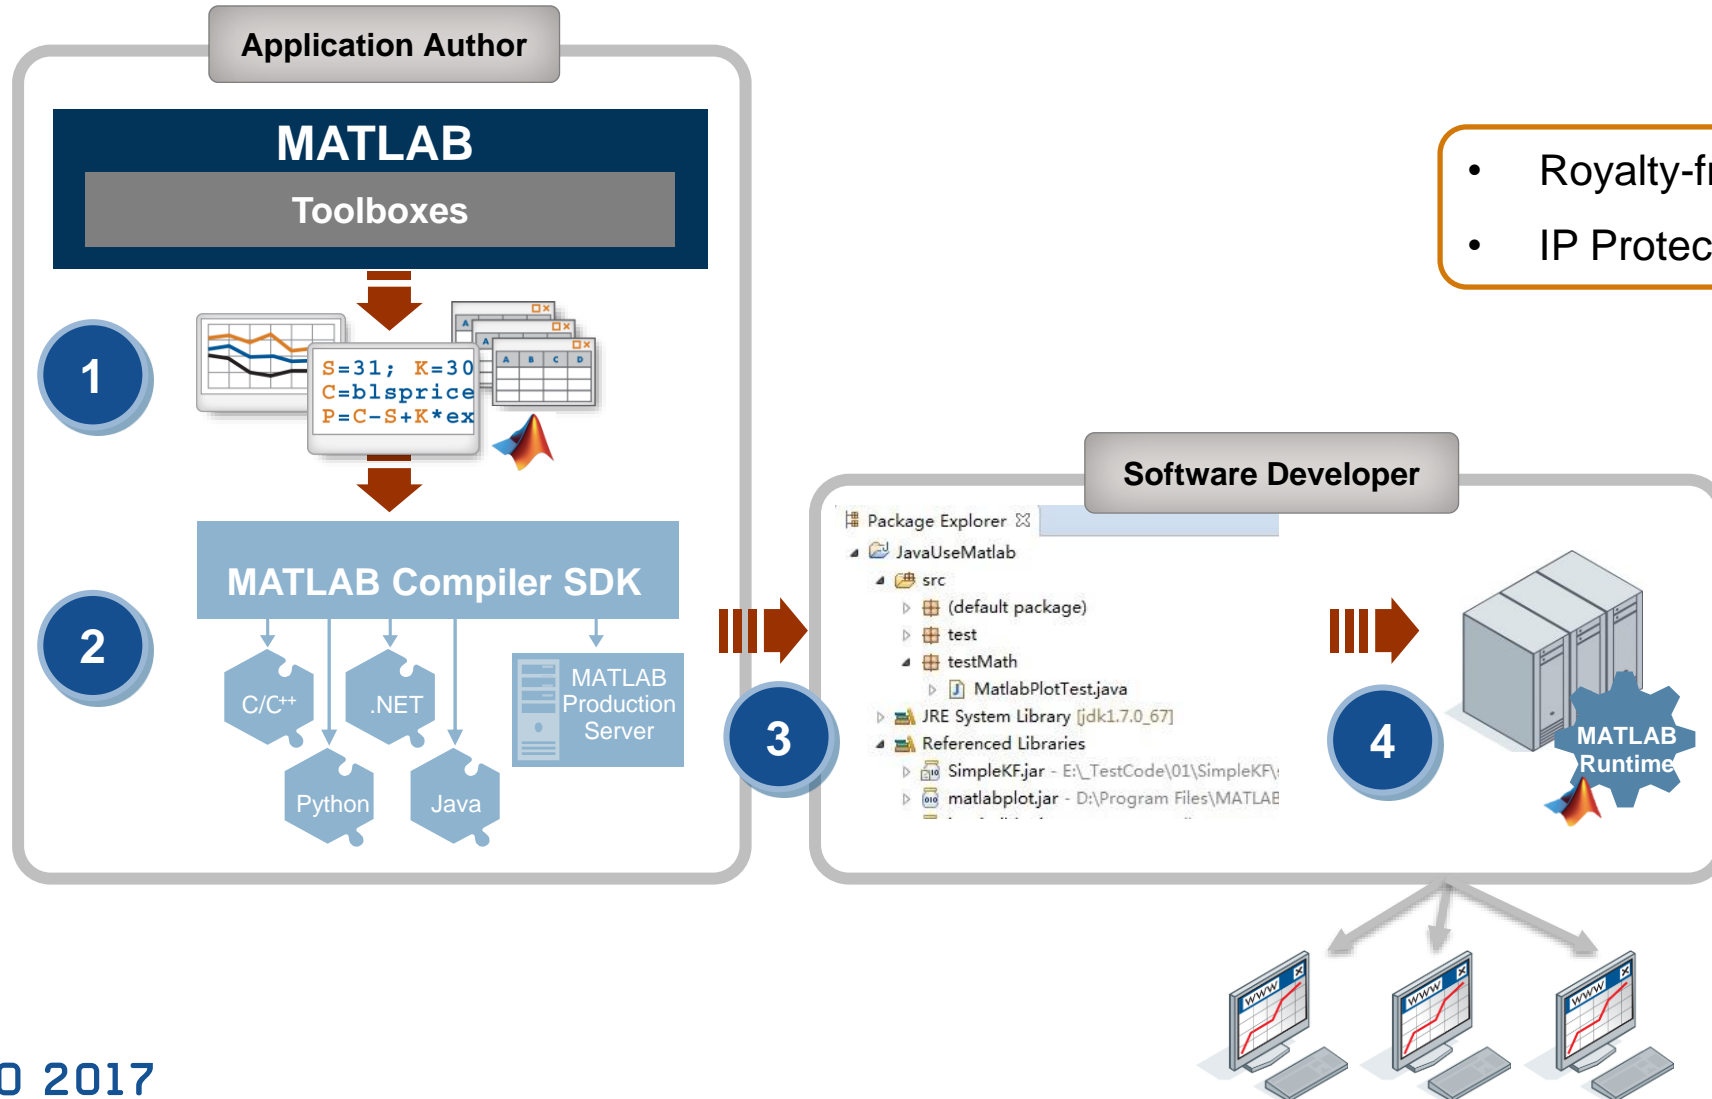 Application Author
MATLAB
Toolboxes
• Royalty-fr
• IP Protec
1
S=31; K=30
C=blsprice
P=C-S+K*ex
A
A
A B C D
Software Developer
Package Explorer
JavaUseMatlab
src
(default package)
test
testMath
MatlabPlotTest.java
JRE System Library [jdk1.7.0_67]
Referenced Libraries
SimpleKF.jar - E:\_TestCode\01\SimpleKF\
matlabplot.jar - D:\Program Files\MATLAB
MATLAB Compiler SDK
2
C/C++
.NET
Python
Java
MATLAB
Production
Server
3
4
MATLAB
Runtime
WWW
WWW
WWW
O 2017